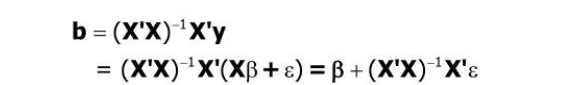 b = (X'X)⁻¹X'y
= (X'X)⁻¹X'(Xβ + ε) = β + (X'X)⁻¹X'ε